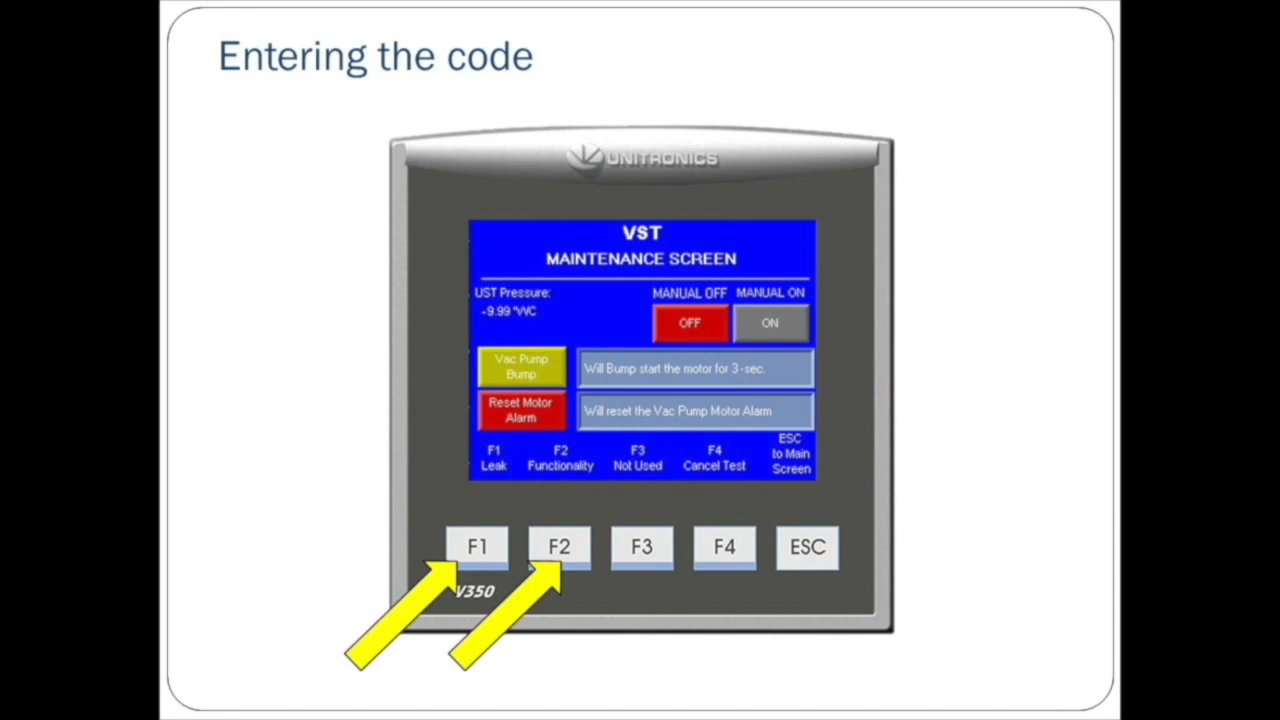 Entering the code
UNITRONICS
VST
MAINTENANCE SCREEN
UST Pressure:
-9.99 "WC
MANUAL OFF MANUAL ON
OFF ON
Vac Pump
Bump
Will Bump start the motor for 3-sec.
Reset Motor
Alarm
Will reset the Vac Pump Motor Alarm
F1
Leak
F2
Functionality
F3
Not Used
F4
Cancel Test
ESC
to Main
Screen
F1 F2 F3 F4 ESC
V350